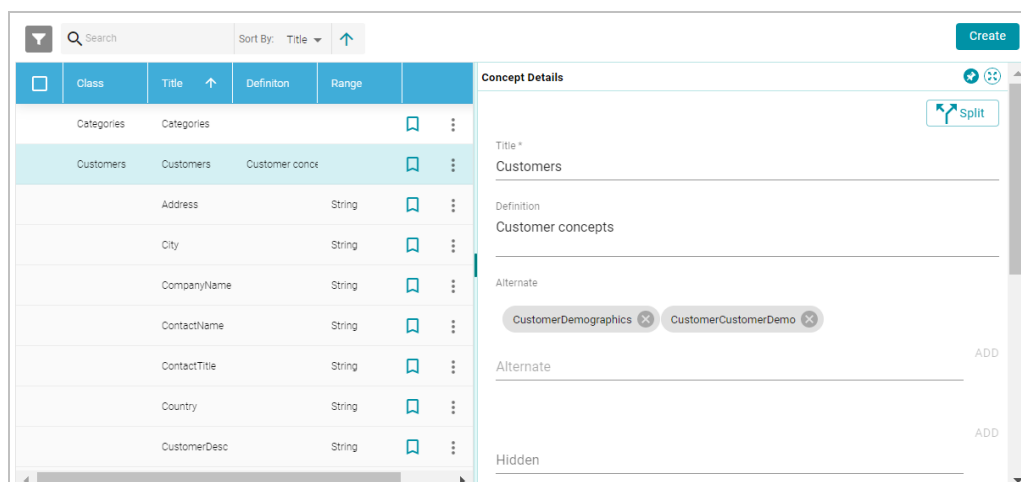 Search Sort By: Title Create
Class Title Definiton Range
Concept Details
Split
Categories Categories
Title *
Customers
Customers Customers Customer conce
Definition
Customer concepts
Address String
City String
Alternate
CompanyName String
CustomerDemographics CustomerCustomerDemo
ContactName String
ADD
Alternate
ContactTitle String
Country String
ADD
CustomerDesc String
Hidden